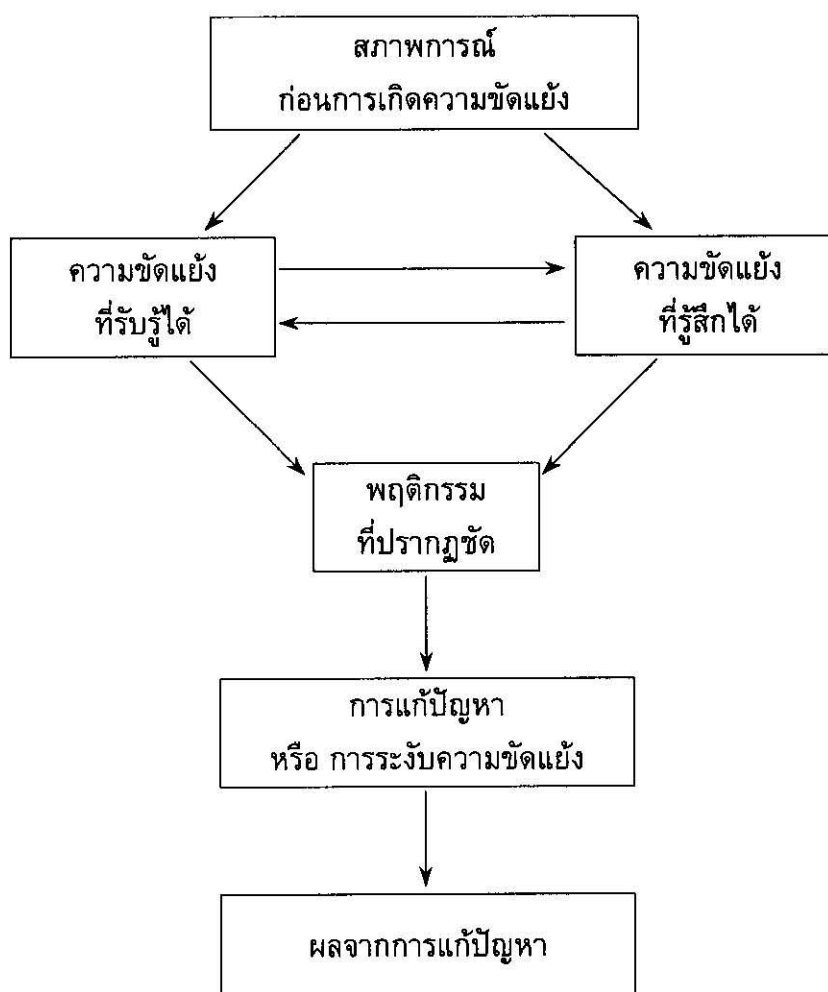 สภาพการณ์
ก่อนการเกิดความขัดแย้ง
ความขัดแย้ง
ที่รับรู้ได้
ความขัดแย้ง
ที่รู้สึกได้
พฤติกรรม
ที่ปรากฏชัด
การแก้ปัญหา
หรือ การระงับความขัดแย้ง
ผลจากการแก้ปัญหา